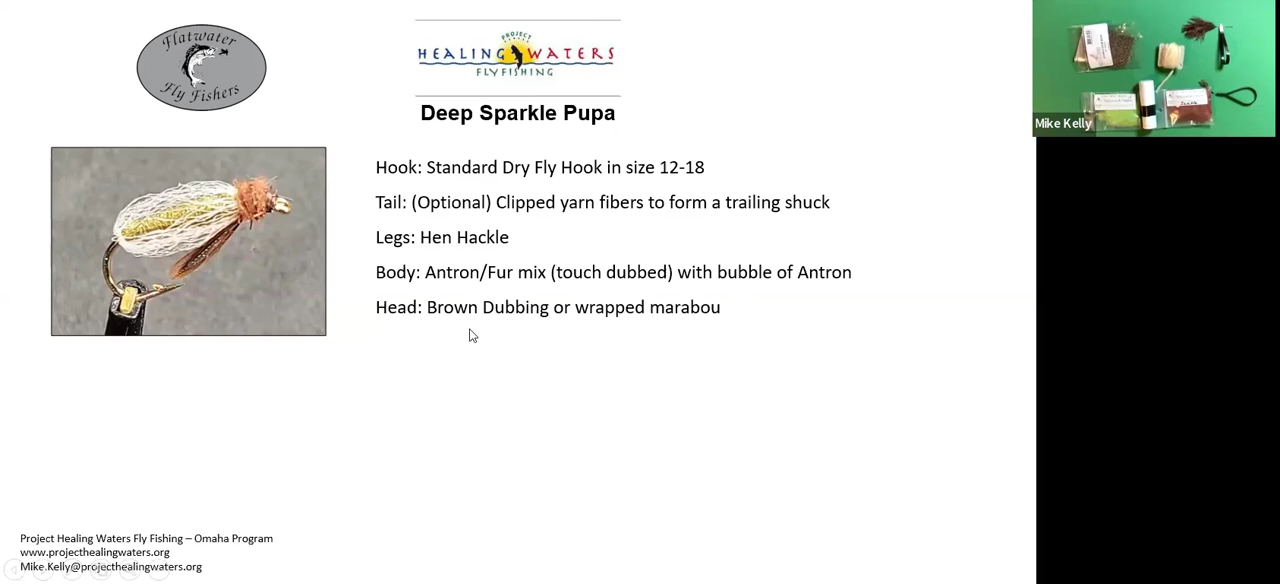 Flatwater
Fly Fishers
PROJECT
HEALING WATERS
FLYFISHING
Deep Sparkle Pupa
Hook: Standard Dry Fly Hook in size 12-18
Tail: (Optional) Clipped yarn fibers to form a trailing shuck
Legs: Hen Hackle
Body: Antron/Fur mix (touch dubbed) with bubble of Antron
Head: Brown Dubbing or wrapped marabou
Mike Kelly
Project Healing Waters Fly Fishing – Omaha Program
www.projecthealingwaters.org
Mike.Kelly@projecthealingwaters.org